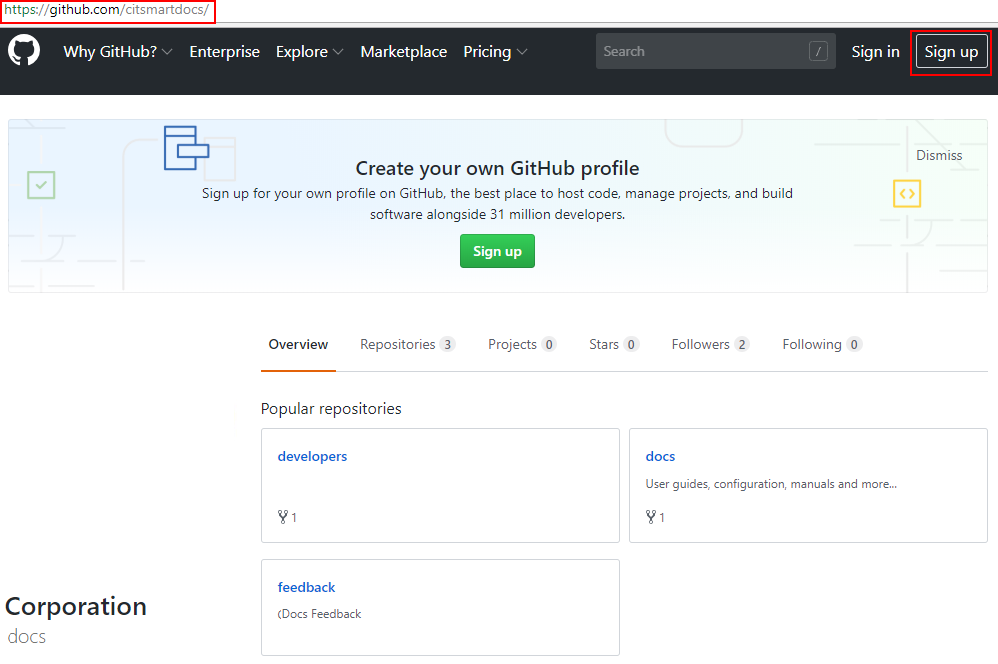 https://github.com/citsmartdocs/
Why GitHub? Enterprise Explore Marketplace Pricing Search / Sign in Sign up
Dismiss
Create your own GitHub profile
Sign up for your own profile on GitHub, the best place to host code, manage projects, and build
software alongside 31 million developers.
Sign up
Overview Repositories 3 Projects 0 Stars 0 Followers 2 Following 0
Popular repositories
developers
1
docs
User guides, configuration, manuals and more...
1
feedback
(Docs Feedback
Corporation
docs